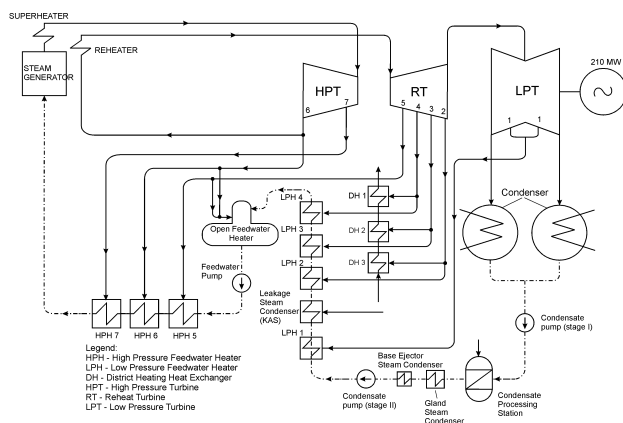 SUPERHEATER
REHEATER
STEAM
GENERATOR
HPT
6
7
RT
5
4
3
2
LPT
1
1
210 MW
Condenser
LPH 4
LPH 3
LPH 2
LPH 1
DH 1
DH 2
DH 3
Open Feedwater
Heater
Feedwater
Pump
Leakage
Steam
Condenser
(KAS)
HPH 7
HPH 6
HPH 5
Condensate
pump (stage I)
Base Ejector
Steam Condenser
Condensate
pump (stage II)
Gland
Steam
Condenser
Condensate
Processing
Station
Legend:
HPH - High Pressure Feedwater Heater
LPH - Low Pressure Feedwater Heater
DH - District Heating Heat Exchanger
HPT - High Pressure Turbine
RT - Reheat Turbine
LPT - Low Pressure Turbine